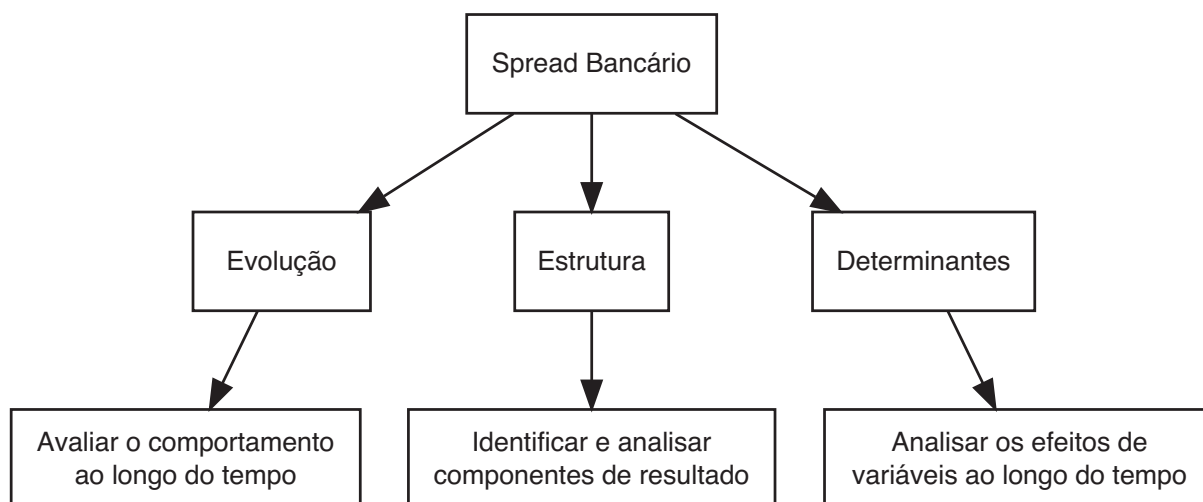 Spread Bancário
Evolução
Estrutura
Determinantes
Avaliar o comportamento
ao longo do tempo
Identificar e analisar
componentes de resultado
Analisar os efeitos de
variáveis ao longo do tempo